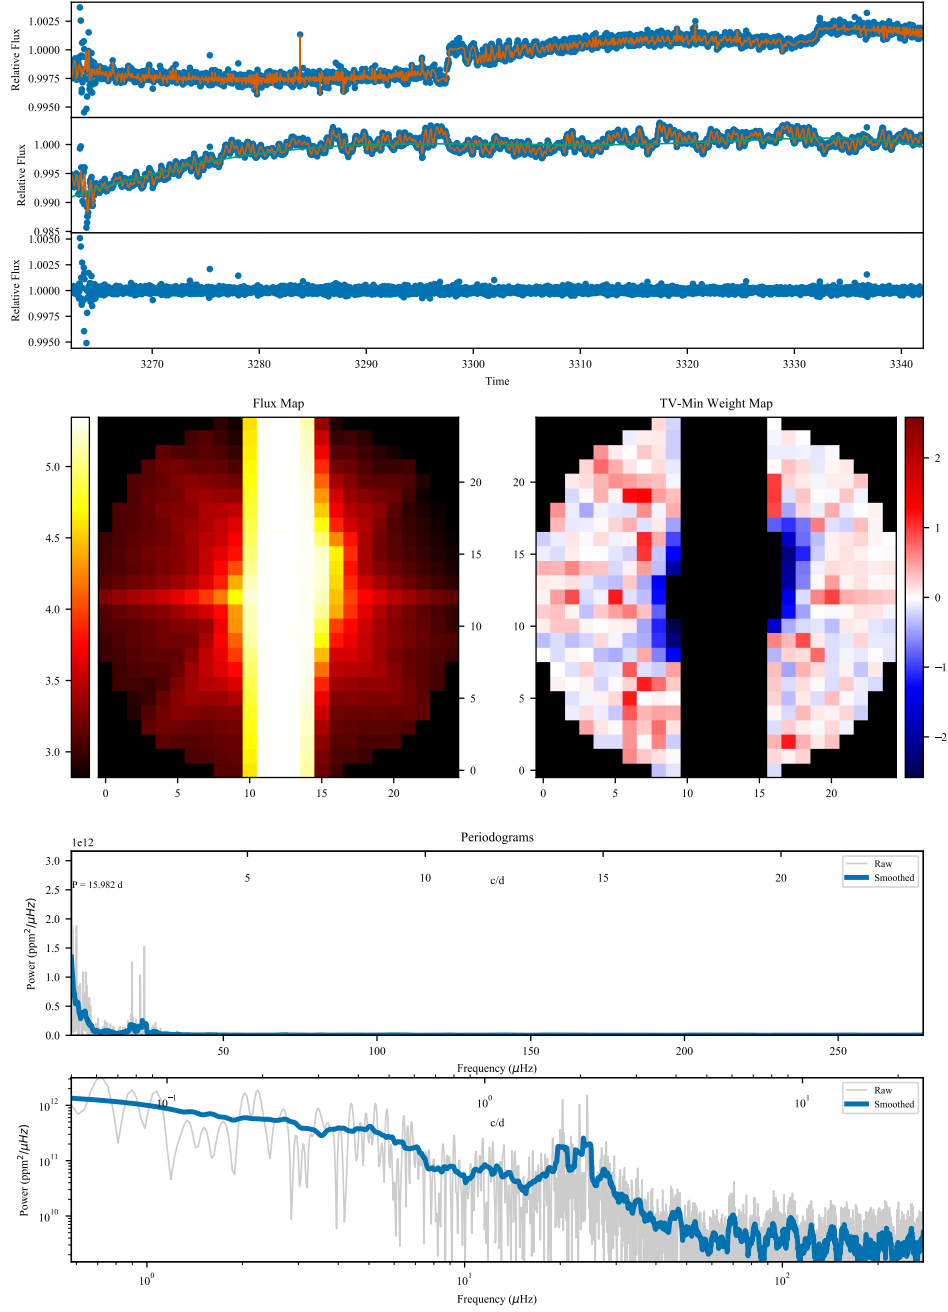 1.0025
1.0000
0.9975
0.9950
Relative Flux
1.000
0.995
0.990
0.985
Relative Flux
1.0050
1.0025
1.0000
0.9975
0.9950
Relative Flux
3270 3280 3290 3300 3310 3320 3330 3340
Time
Flux Map
TV-Min Weight Map
5.0
4.5
4.0
3.5
3.0
20
15
10
5
0
0 5 10 15 20
20
15
10
5
0
0 5 10 15 20
2
1
0
−1
−2
Periodograms
1e12
3.0
2.5
2.0
1.5
1.0
0.5
0.0
Power (ppm²/μHz)
P = 15.982 d
5 10 15 20
c/d
Raw
Smoothed
50 100 150 200 250
Frequency (μHz)
10¹²
10¹¹
10¹⁰
Power (ppm²/μHz)
10⁻¹ 10⁰ 10¹
c/d
Raw
Smoothed
10⁰ 10¹ 10²
Frequency (μHz)